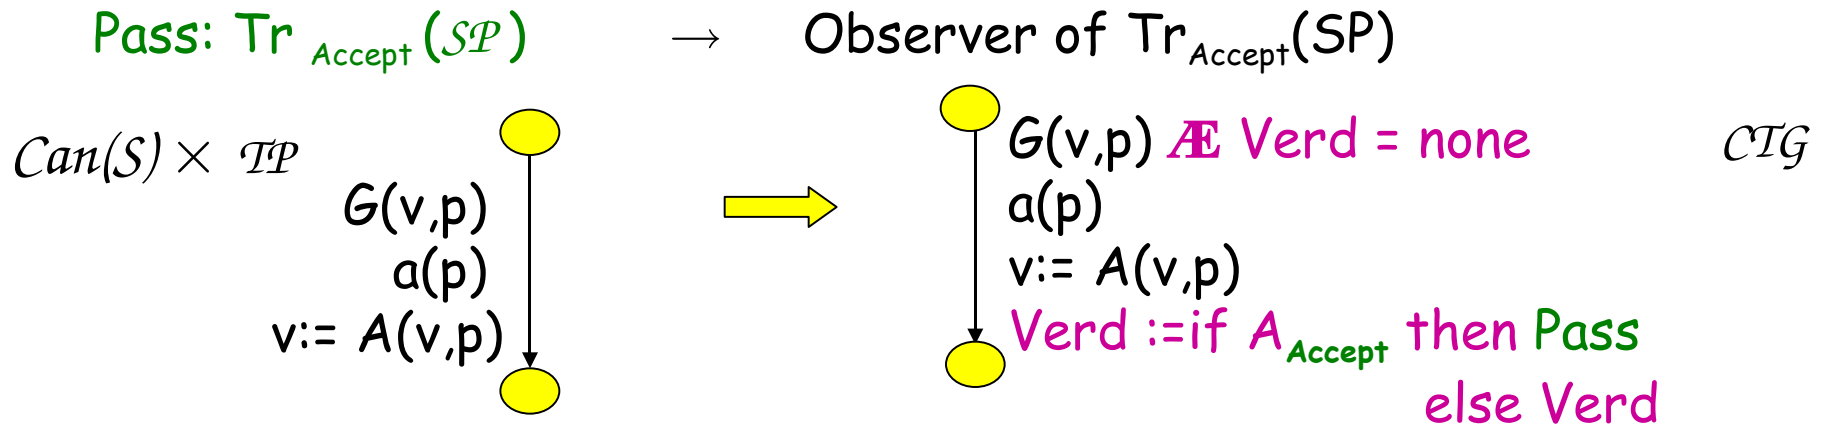 Pass: Tr Accept (SP) → Observer of TrAccept(SP)
Can(S) × TP
G(v,p)
a(p)
v:= A(v,p)
G(v,p) Æ Verd = none
a(p)
v:= A(v,p)
Verd :=if AAccept then Pass
else Verd
CTG